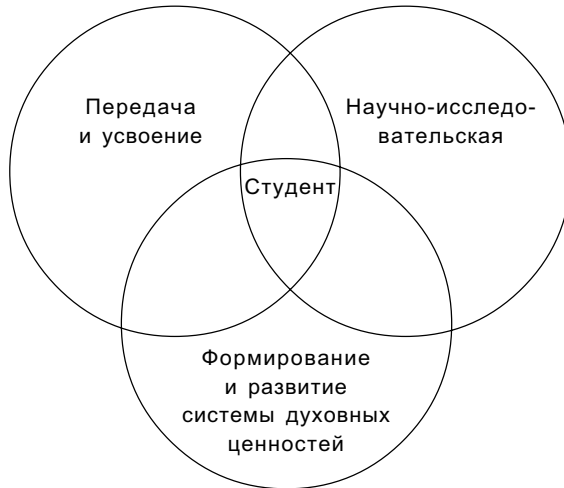 Передача
и усвоение
Научно-исследо-
вательская
Студент
Формирование
и развитие
системы духовных
ценностей